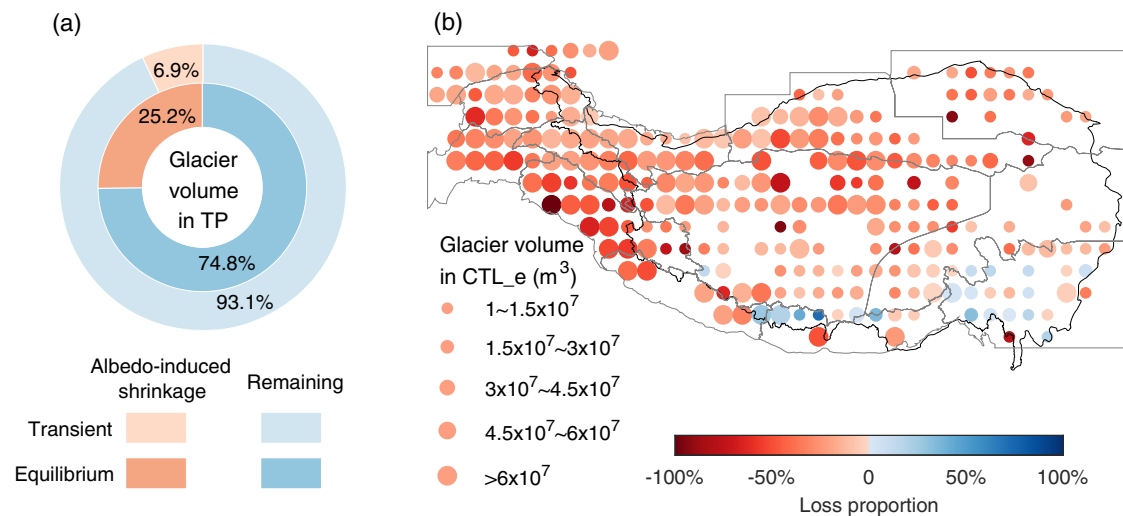 (a)
6.9%
25.2%
Glacier
volume
in TP
74.8%
93.1%
Albedo-induced
shrinkage
Remaining
Transient
Equilibrium
(b)
Glacier volume
in CTL_e (m³)
1~1.5x10⁷
1.5x10⁷~3x10⁷
3x10⁷~4.5x10⁷
4.5x10⁷~6x10⁷
>6x10⁷
-100% -50% 0 50% 100%
Loss proportion